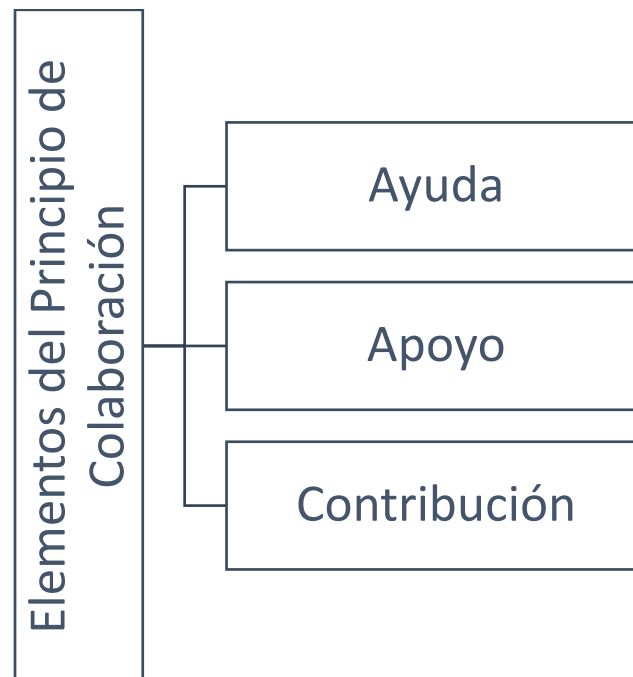 Elementos del Principio de
Colaboración
Ayuda
Apoyo
Contribución